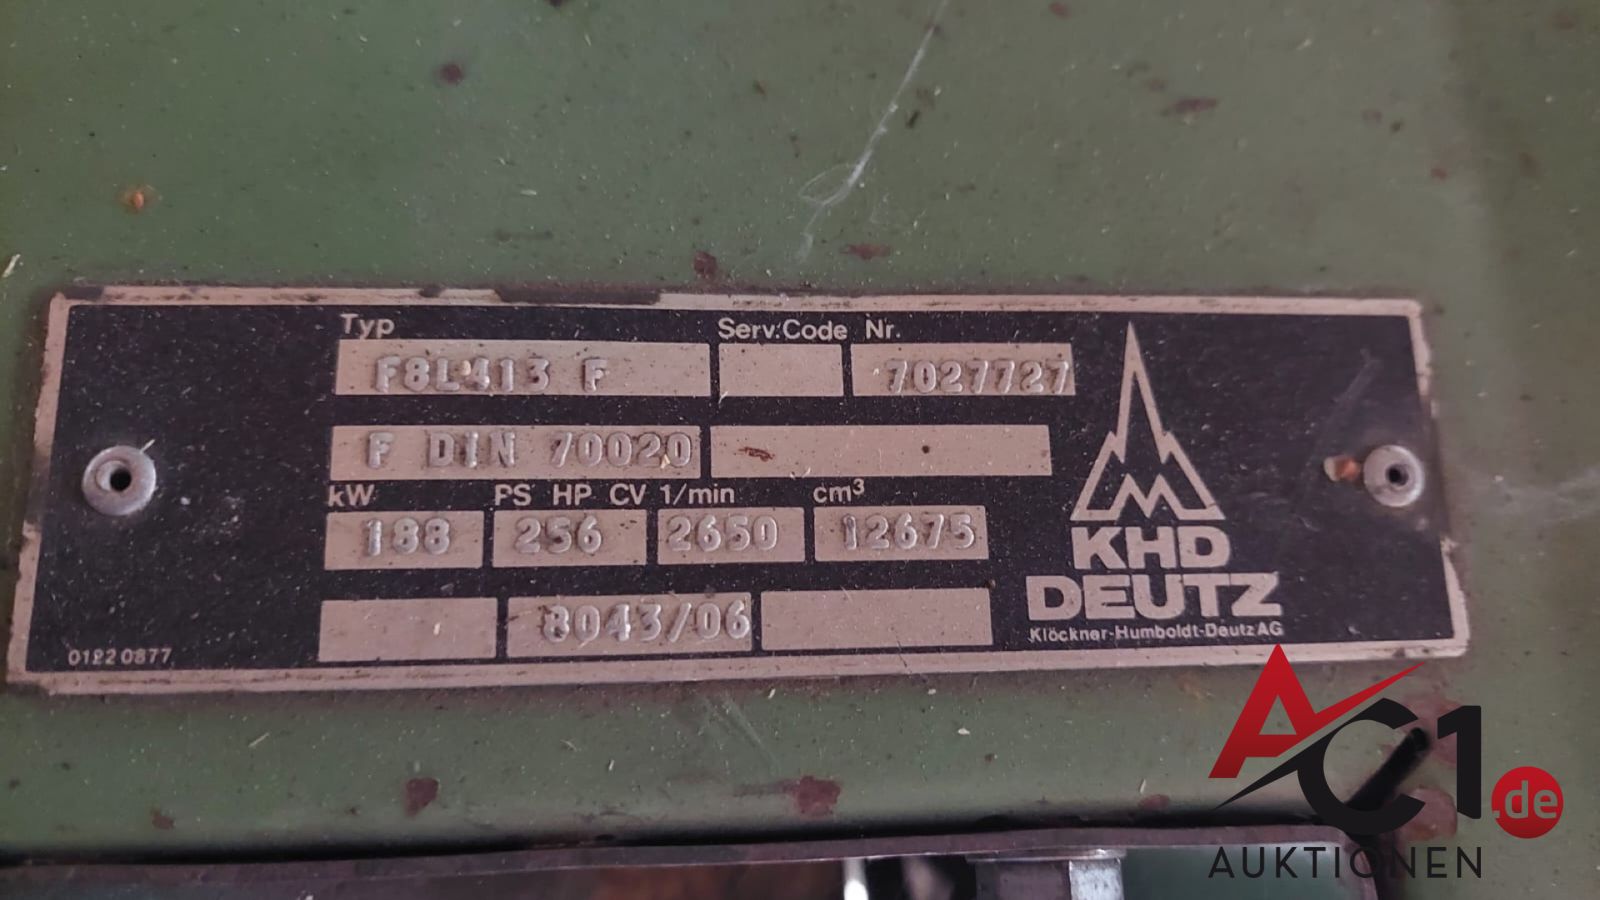 Typ Serv.Code Nr.
F8L413 F 7027727
F DIN 70020
kW PS HP CV 1/min cm³
188 256 2650 12675
8043/06
KHD
DEUTZ
Klöckner-Humboldt-Deutz AG
0122 0877
AC1.de
AUKTIONEN